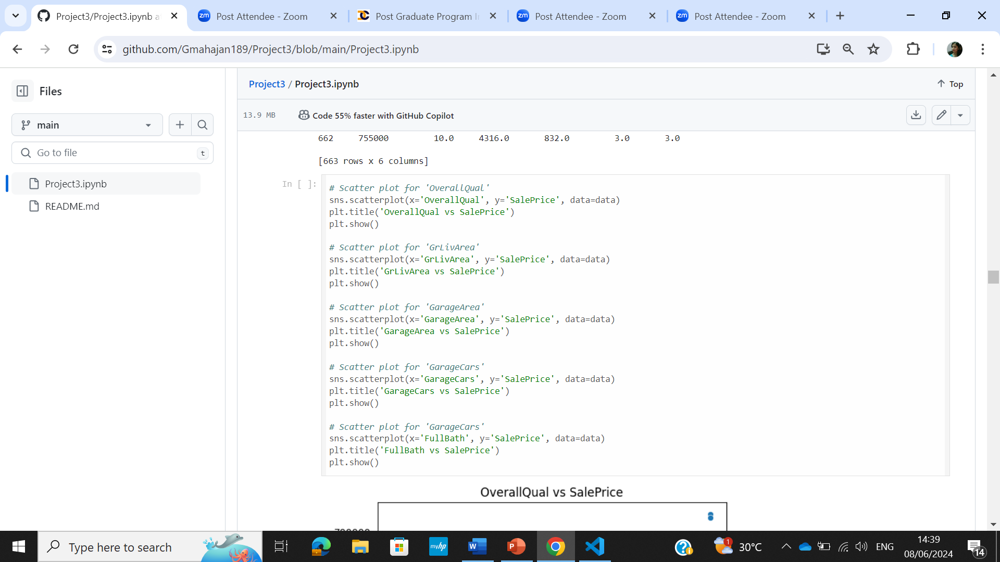 Project3/Project3.ipynb a
Post Attendee - Zoom
Post Graduate Program I
Post Attendee - Zoom
Post Attendee - Zoom
github.com/Gmahajan189/Project3/blob/main/Project3.ipynb
Files
main
Go to file
t
Project3.ipynb
README.md
Project3 / Project3.ipynb
Top
13.9 MB
Code 55% faster with GitHub Copilot
662 755000 10.0 4316.0 832.0 3.0 3.0
[663 rows x 6 columns]
In [ ]:
# Scatter plot for 'OverallQual'
sns.scatterplot(x='OverallQual', y='SalePrice', data=data)
plt.title('OverallQual vs SalePrice')
plt.show()
# Scatter plot for 'GrLivArea'
sns.scatterplot(x='GrLivArea', y='SalePrice', data=data)
plt.title('GrLivArea vs SalePrice')
plt.show()
# Scatter plot for 'GarageArea'
sns.scatterplot(x='GarageArea', y='SalePrice', data=data)
plt.title('GarageArea vs SalePrice')
plt.show()
# Scatter plot for 'GarageCars'
sns.scatterplot(x='GarageCars', y='SalePrice', data=data)
plt.title('GarageCars vs SalePrice')
plt.show()
# Scatter plot for 'GarageCars'
sns.scatterplot(x='FullBath', y='SalePrice', data=data)
plt.title('FullBath vs SalePrice')
plt.show()
OverallQual vs SalePrice
Type here to search
30°C
ENG
14:39
08/06/2024
14